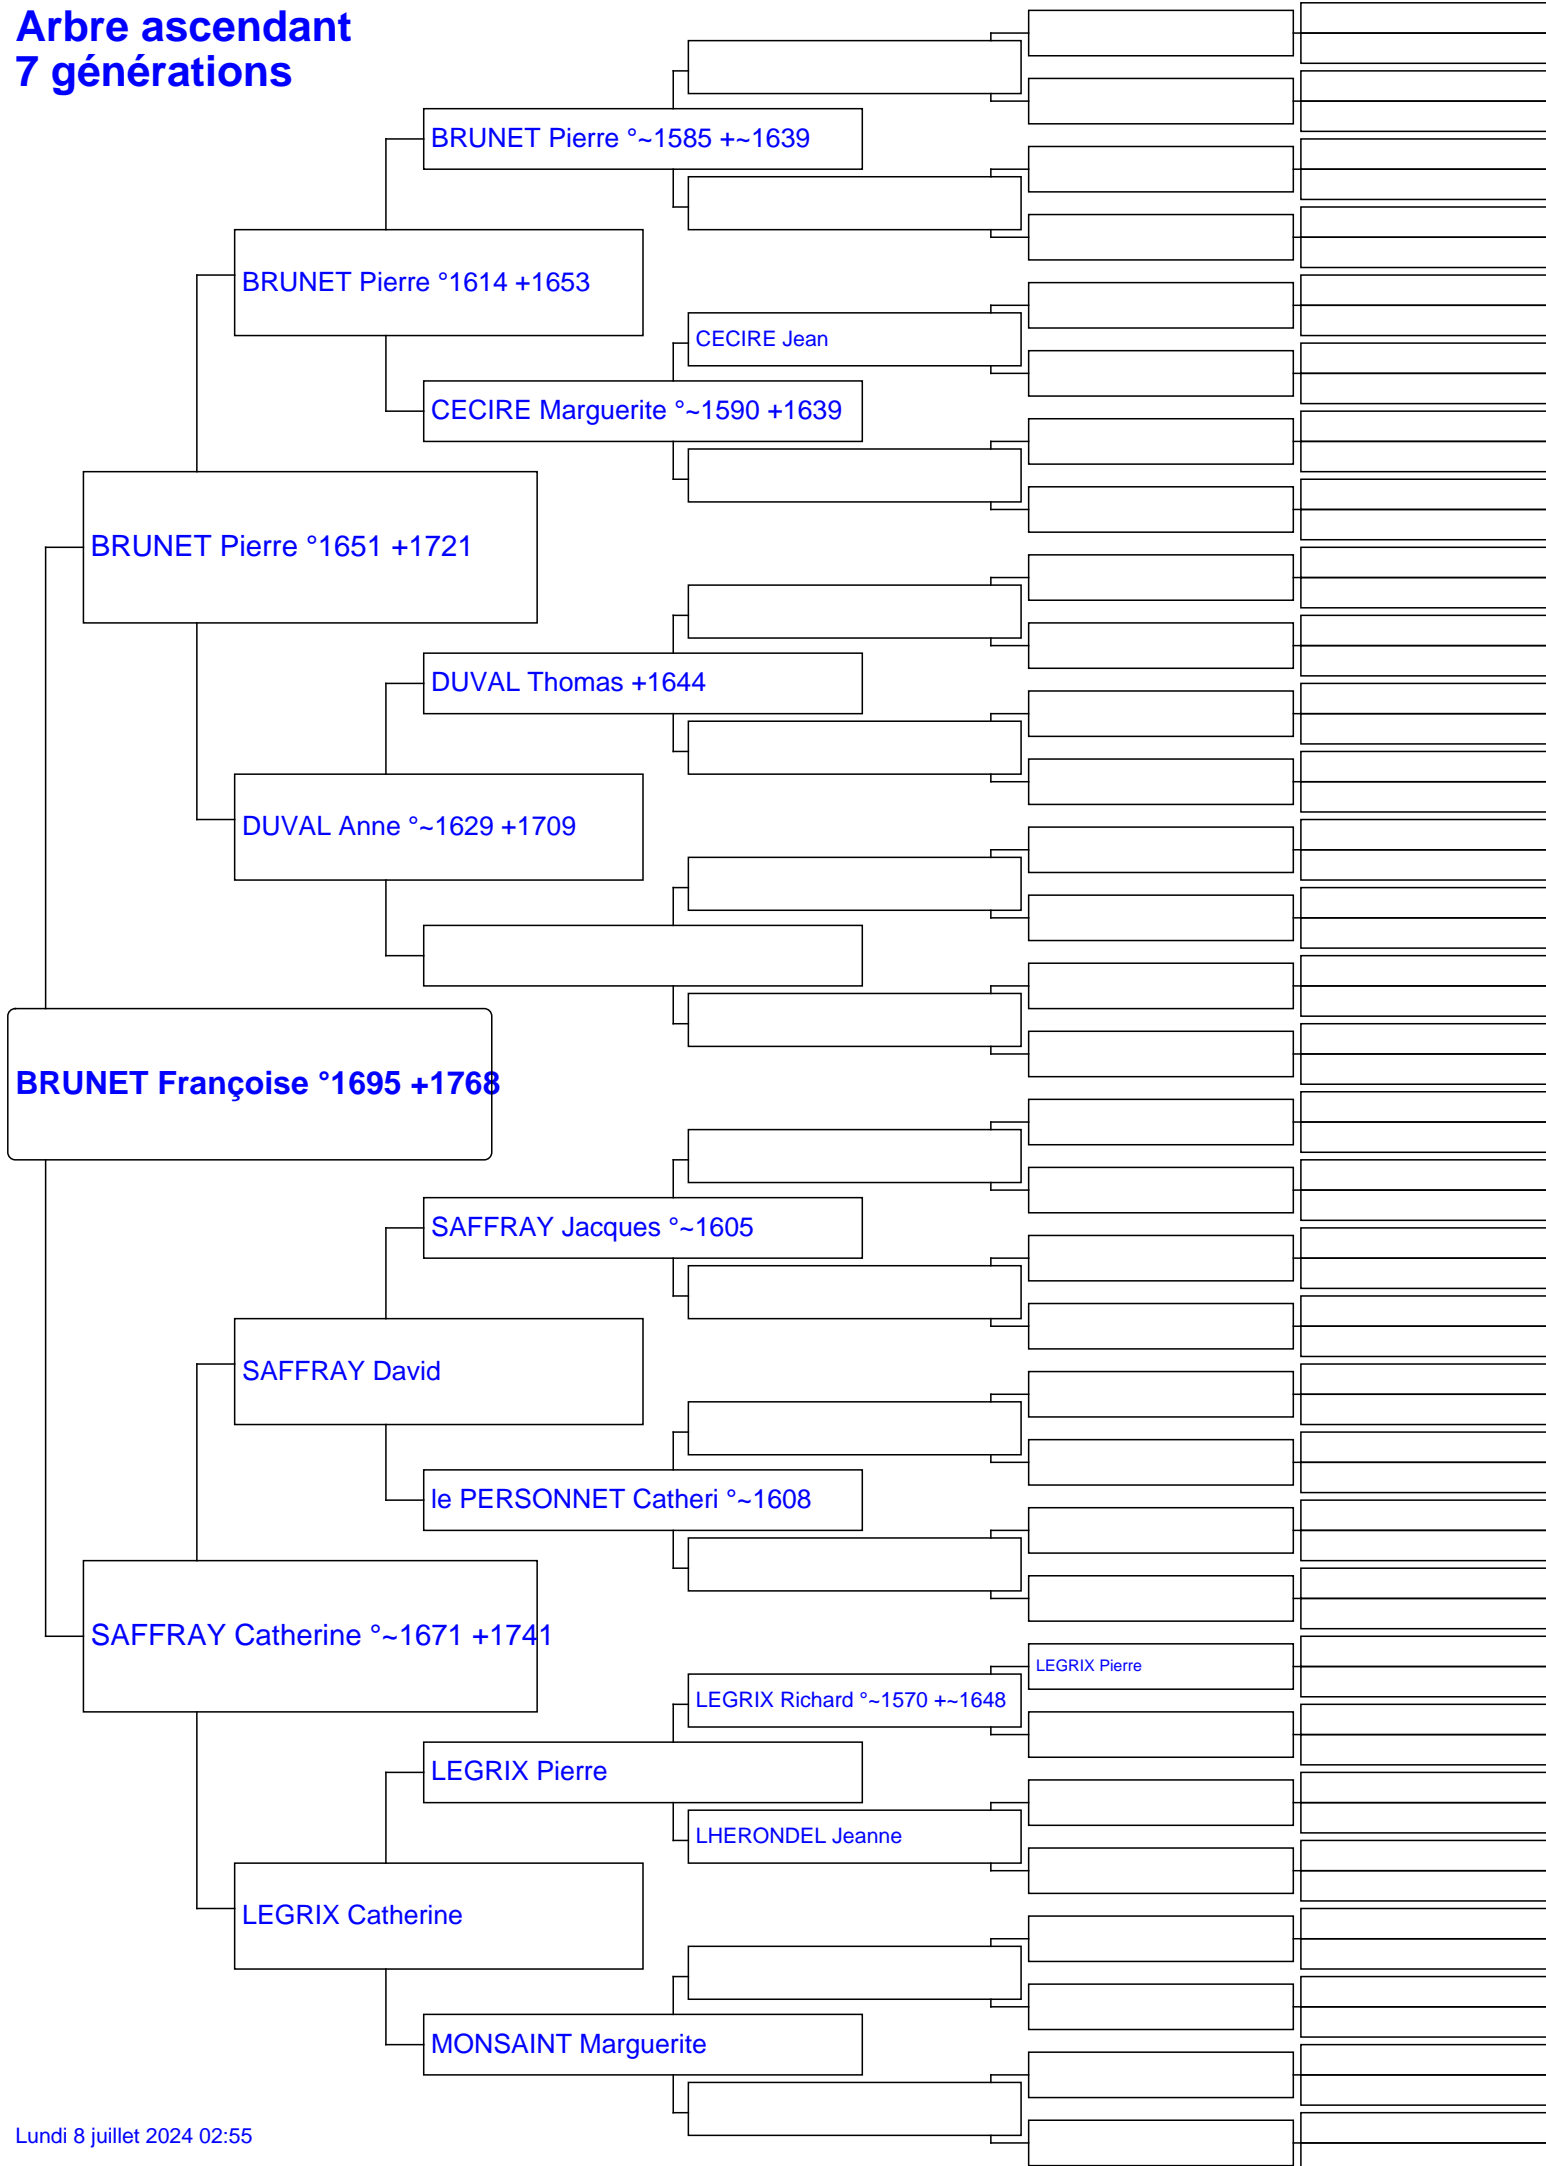 Arbre ascendant
7 générations
BRUNET Pierre °~1585 +~1639
BRUNET Pierre °1614 +1653
CECIRE Jean
CECIRE Marguerite °~1590 +1639
BRUNET Pierre °1651 +1721
DUVAL Thomas +1644
DUVAL Anne °~1629 +1709
BRUNET Françoise °1695 +1768
SAFFRAY Jacques °~1605
SAFFRAY David
le PERSONNET Catheri °~1608
SAFFRAY Catherine °~1671 +1741
LEGRIX Pierre
LEGRIX Richard °~1570 +~1648
LEGRIX Pierre
LHERONDEL Jeanne
LEGRIX Catherine
MONSAINT Marguerite
Lundi 8 juillet 2024 02:55